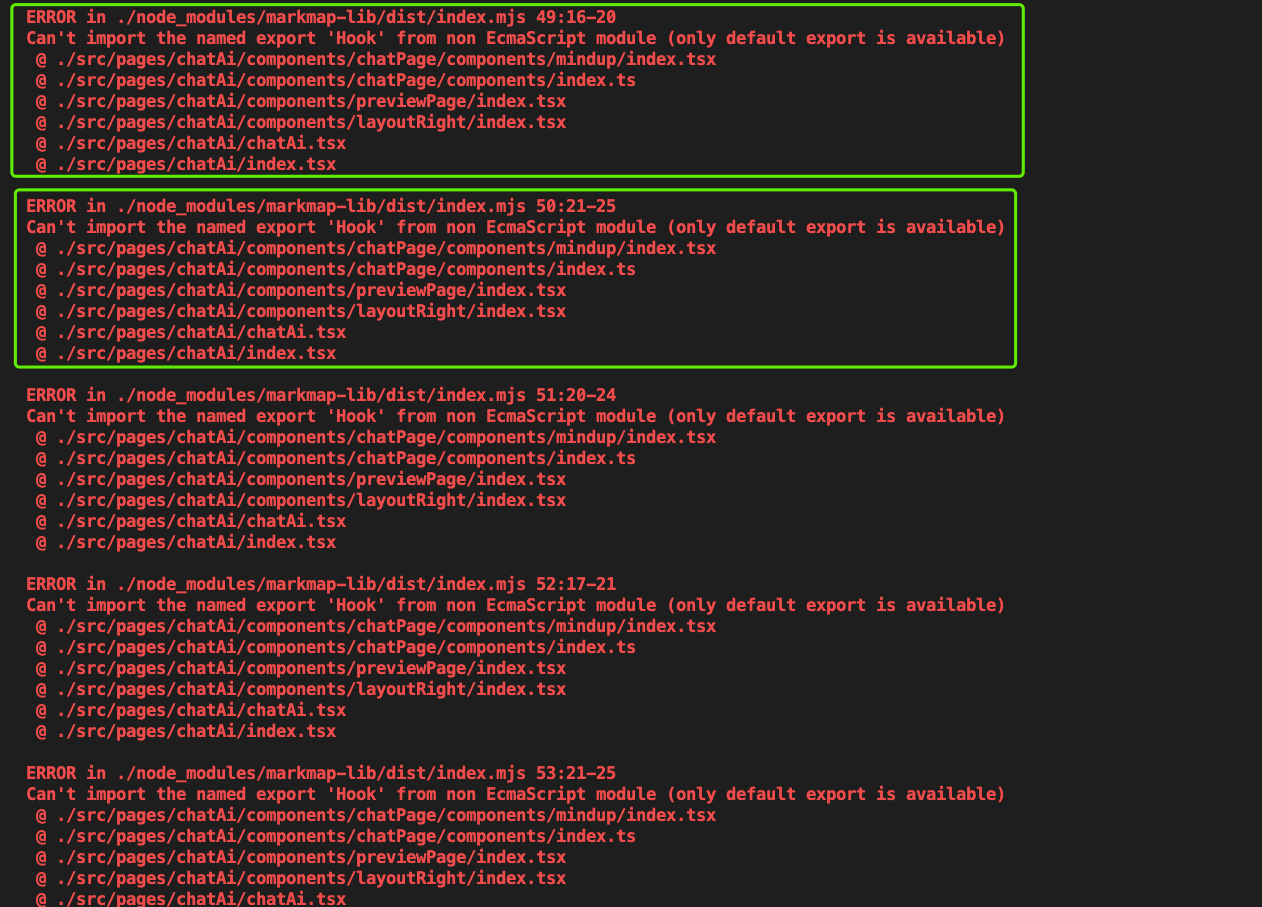 ERROR in ./node_modules/markmap-lib/dist/index.mjs 49:16-20
Can't import the named export 'Hook' from non EcmaScript module (only default export is available)
@ ./src/pages/chatAi/components/chatPage/components/mindup/index.tsx
@ ./src/pages/chatAi/components/chatPage/components/index.ts
@ ./src/pages/chatAi/components/previewPage/index.tsx
@ ./src/pages/chatAi/components/layoutRight/index.tsx
@ ./src/pages/chatAi/chatAi.tsx
@ ./src/pages/chatAi/index.tsx
ERROR in ./node_modules/markmap-lib/dist/index.mjs 50:21-25
Can't import the named export 'Hook' from non EcmaScript module (only default export is available)
@ ./src/pages/chatAi/components/chatPage/components/mindup/index.tsx
@ ./src/pages/chatAi/components/chatPage/components/index.ts
@ ./src/pages/chatAi/components/previewPage/index.tsx
@ ./src/pages/chatAi/components/layoutRight/index.tsx
@ ./src/pages/chatAi/chatAi.tsx
@ ./src/pages/chatAi/index.tsx
ERROR in ./node_modules/markmap-lib/dist/index.mjs 51:20-24
Can't import the named export 'Hook' from non EcmaScript module (only default export is available)
@ ./src/pages/chatAi/components/chatPage/components/mindup/index.tsx
@ ./src/pages/chatAi/components/chatPage/components/index.ts
@ ./src/pages/chatAi/components/previewPage/index.tsx
@ ./src/pages/chatAi/components/layoutRight/index.tsx
@ ./src/pages/chatAi/chatAi.tsx
@ ./src/pages/chatAi/index.tsx
ERROR in ./node_modules/markmap-lib/dist/index.mjs 52:17-21
Can't import the named export 'Hook' from non EcmaScript module (only default export is available)
@ ./src/pages/chatAi/components/chatPage/components/mindup/index.tsx
@ ./src/pages/chatAi/components/chatPage/components/index.ts
@ ./src/pages/chatAi/components/previewPage/index.tsx
@ ./src/pages/chatAi/components/layoutRight/index.tsx
@ ./src/pages/chatAi/chatAi.tsx
@ ./src/pages/chatAi/index.tsx
ERROR in ./node_modules/markmap-lib/dist/index.mjs 53:21-25
Can't import the named export 'Hook' from non EcmaScript module (only default export is available)
@ ./src/pages/chatAi/components/chatPage/components/mindup/index.tsx
@ ./src/pages/chatAi/components/chatPage/components/index.ts
@ ./src/pages/chatAi/components/previewPage/index.tsx
@ ./src/pages/chatAi/components/layoutRight/index.tsx
@ ./src/pages/chatAi/chatAi.tsx